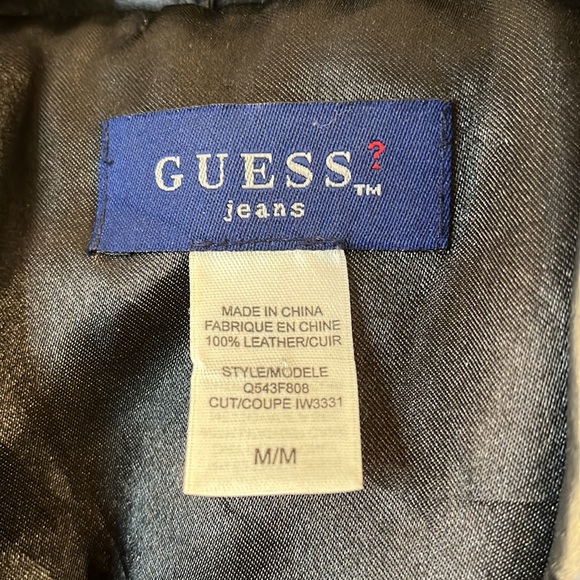 GUESS?™
jeans
MADE IN CHINA
FABRIQUE EN CHINE
100% LEATHER/CUIR
STYLE/MODELE
Q543F808
CUT/COUPE IW3331
M/M